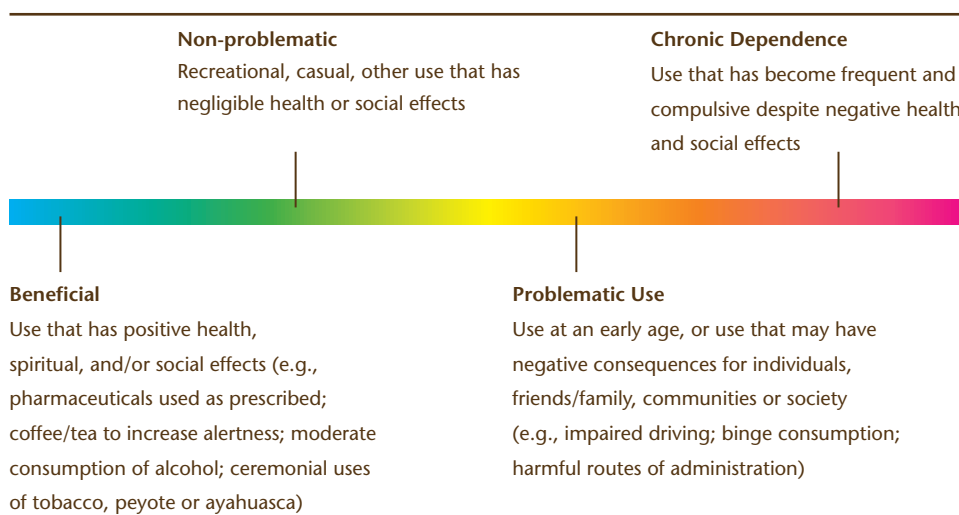 Non-problematic
Recreational, casual, other use that has
negligible health or social effects
Chronic Dependence
Use that has become frequent and
compulsive despite negative health
and social effects
Beneficial
Use that has positive health,
spiritual, and/or social effects (e.g.,
pharmaceuticals used as prescribed;
coffee/tea to increase alertness; moderate
consumption of alcohol; ceremonial uses
of tobacco, peyote or ayahuasca)
Problematic Use
Use at an early age, or use that may have
negative consequences for individuals,
friends/family, communities or society
(e.g., impaired driving; binge consumption;
harmful routes of administration)